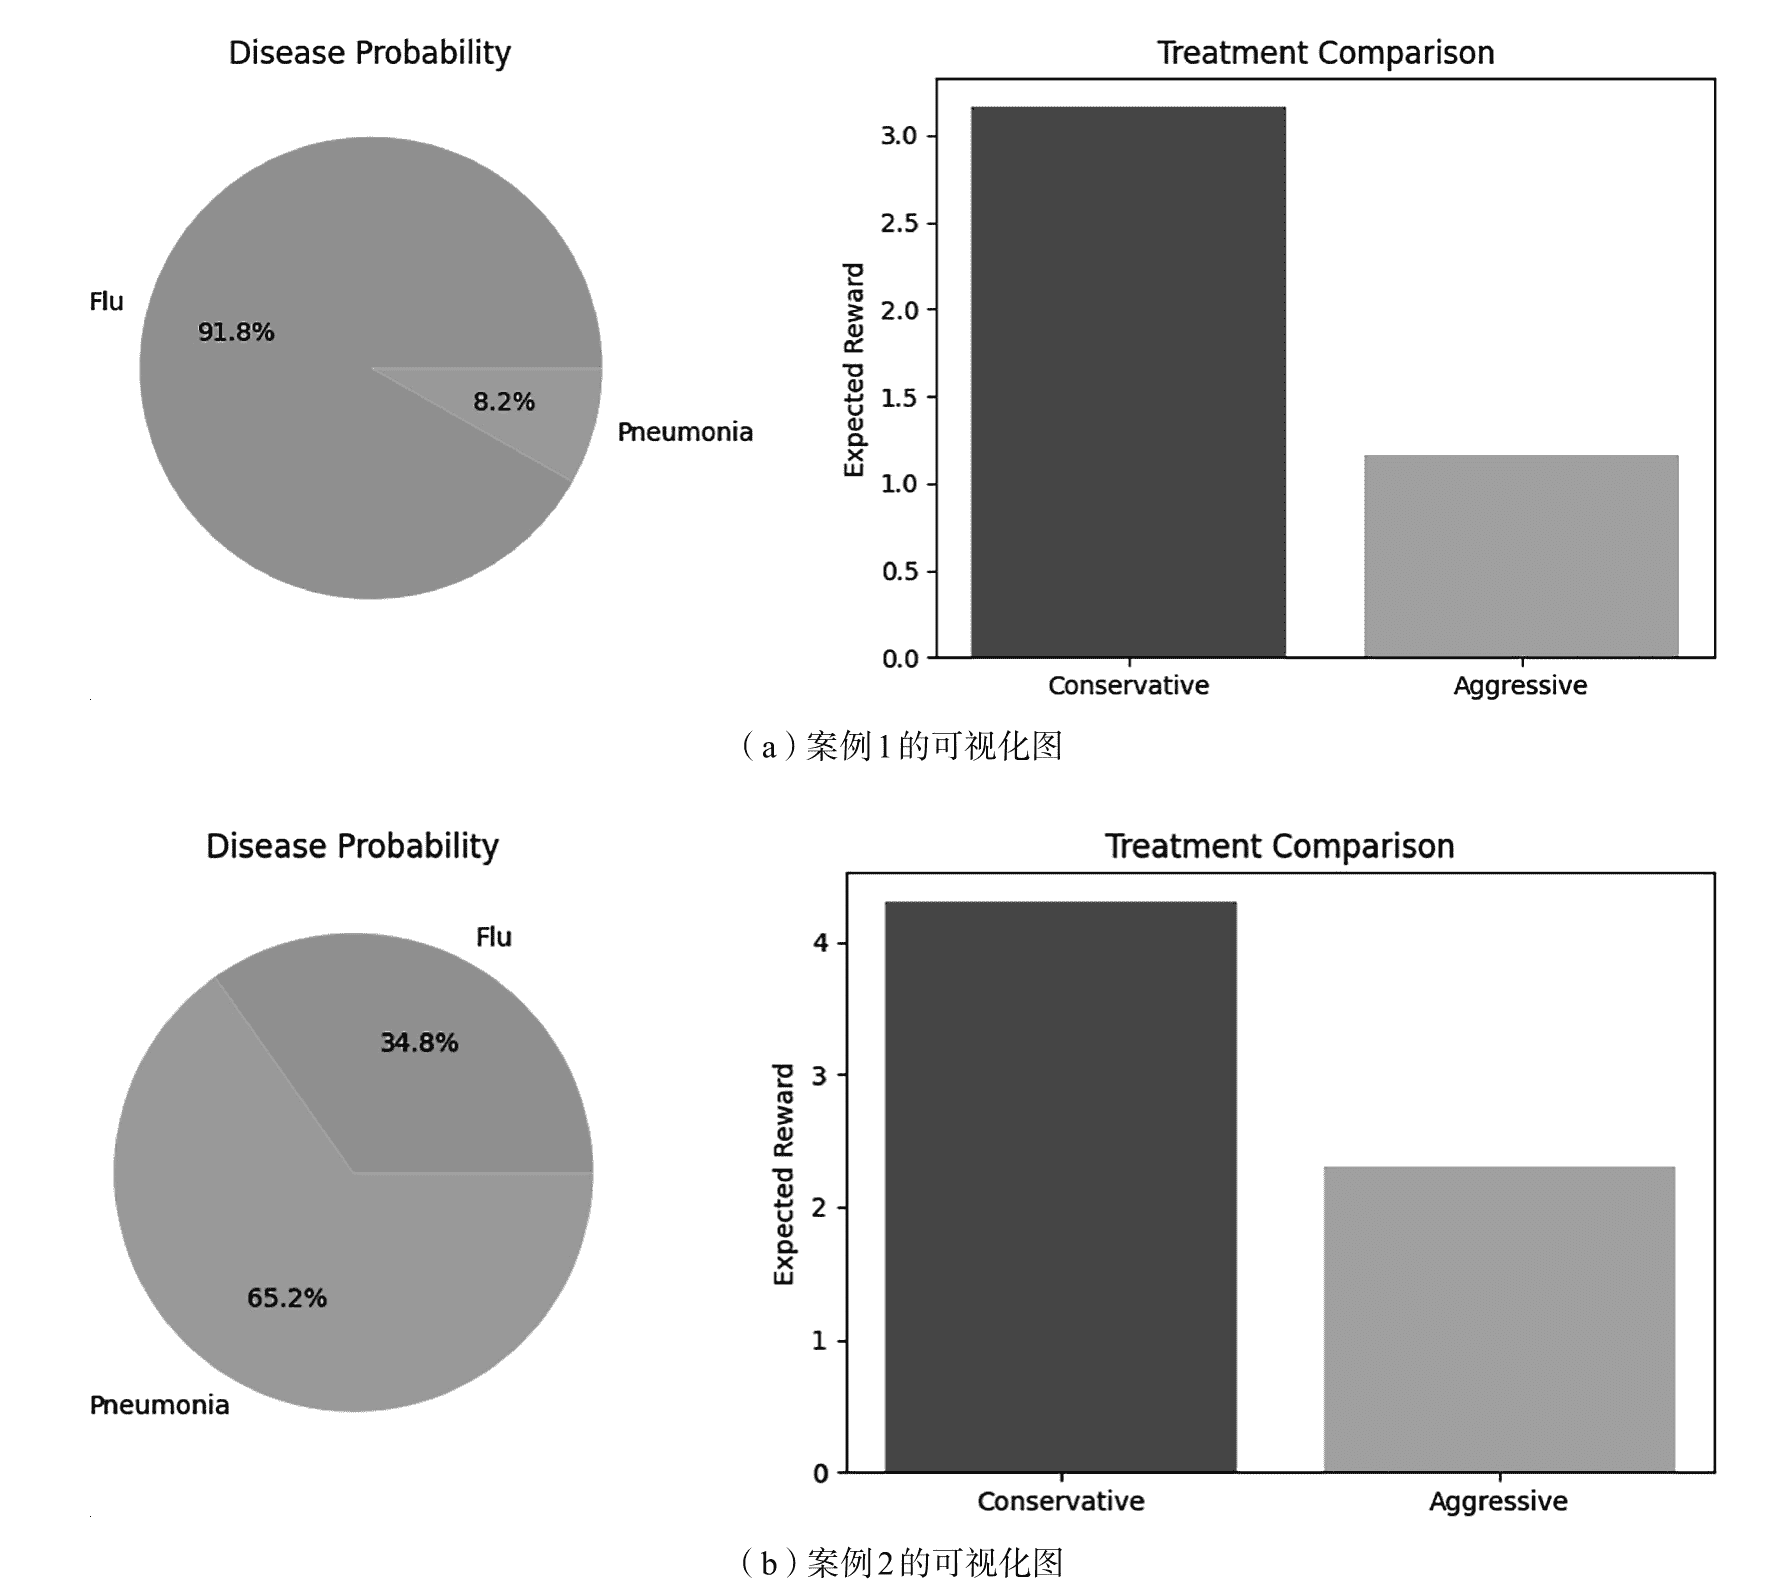 Disease Probability
Flu
91.8%
8.2%
Pneumonia
Treatment Comparison
Expected Reward
3.0
2.5
2.0
1.5
1.0
0.5
0.0
Conservative
Aggressive
（a）案例1的可视化图
Disease Probability
Flu
34.8%
65.2%
Pneumonia
Treatment Comparison
Expected Reward
4
3
2
1
0
Conservative
Aggressive
（b）案例2的可视化图